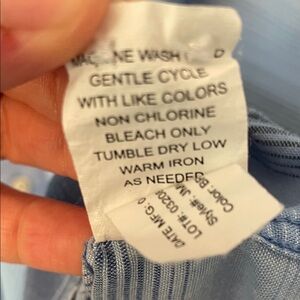 WASH
GENTLE CYCLE
WITH LIKE COLORS
NON CHLORINE
BLEACH ONLY
TUMBLE DRY LOW
WARM IRON
AS NEEDED
Color:
Style#:
LOT#:
DATE MFG: